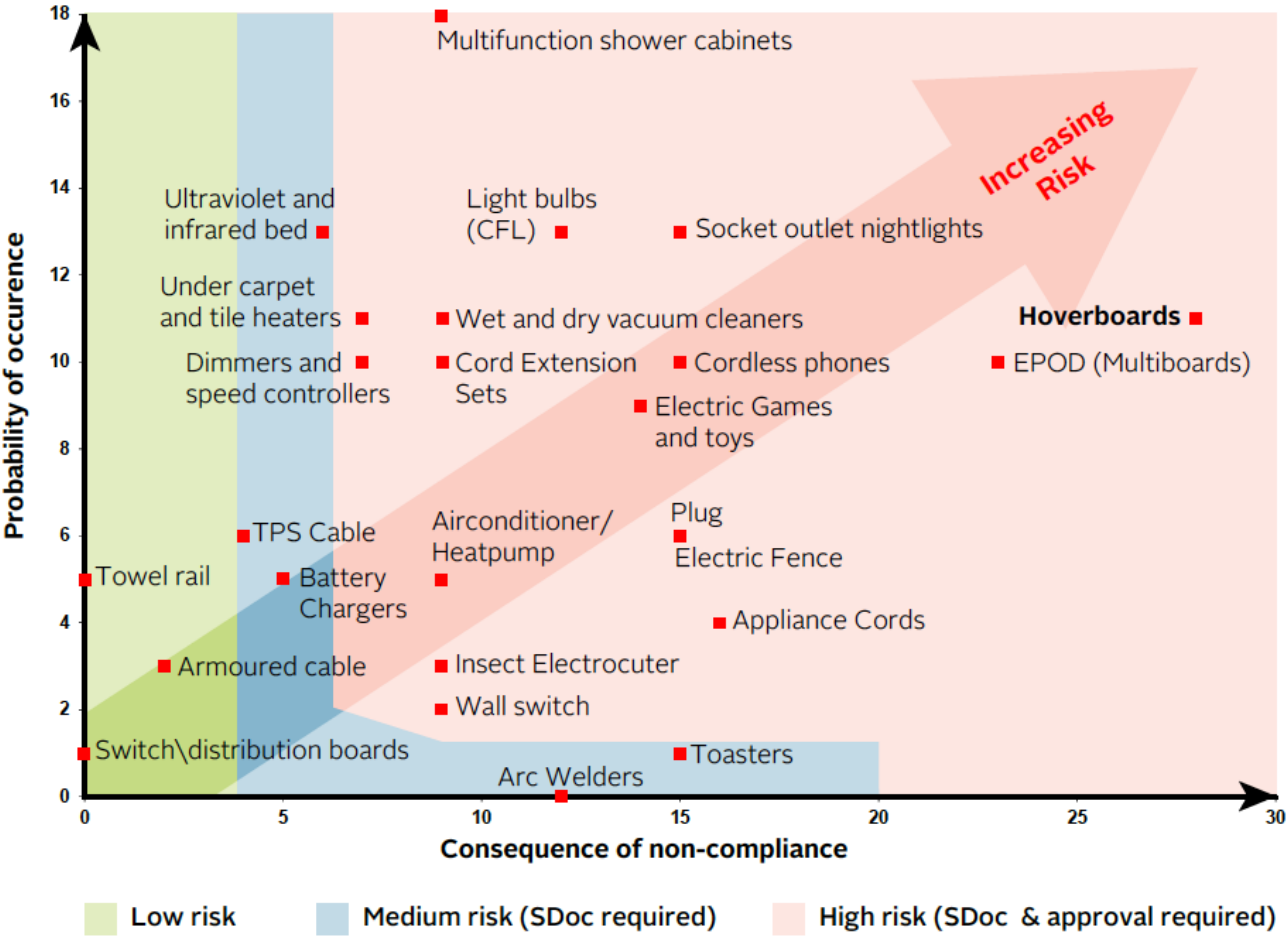 18
Multifunction shower cabinets
16
Increasing
Risk
14
Ultraviolet and
infrared bed
Light bulbs
(CFL)
Socket outlet nightlights
12
Under carpet
and tile heaters
Wet and dry vacuum cleaners
Hoverboards
10
Dimmers and
speed controllers
Cord Extension
Sets
Cordless phones
EPOD (Multiboards)
Electric Games
and toys
8
Probability of occurence
6
TPS Cable
Airconditioner/
Heatpump
Plug
Electric Fence
Towel rail
Battery
Chargers
4
Appliance Cords
Armoured cable
Insect Electrocuter
2
Wall switch
Switch\distribution boards
Toasters
Arc Welders
0
0 5 10 15 20 25 30
Consequence of non-compliance
Low risk Medium risk (SDoc required) High risk (SDoc & approval required)